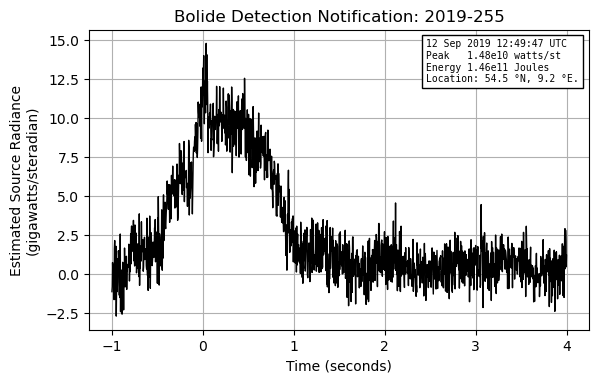 Bolide Detection Notification: 2019-255
12 Sep 2019 12:49:47 UTC
Peak   1.48e10 watts/st
Energy 1.46e11 Joules
Location: 54.5 °N, 9.2 °E.
Estimated Source Radiance
(gigawatts/steradian)
15.0
12.5
10.0
7.5
5.0
2.5
0.0
−2.5
−1 0 1 2 3 4
Time (seconds)